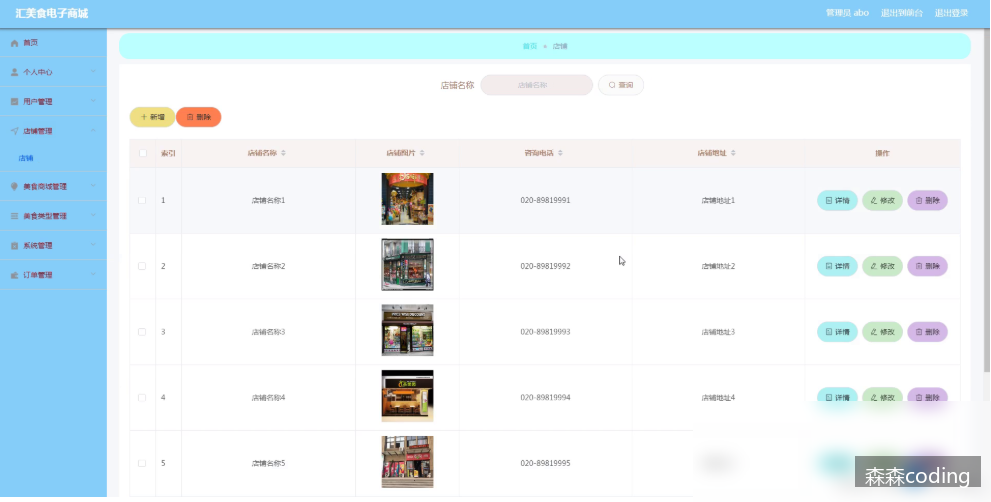 汇美食电子商城
管理员 abo 退出到前台 退出登录
首页
个人中心
用户管理
店铺管理
店铺
美食商城管理
美食类型管理
系统管理
订单管理
首页 店铺
店铺名称 店铺名称 查询
+ 新增 删除
索引 店铺名称 店铺照片 咨询电话 店铺地址 操作
1 店铺名称1 020-89819991 店铺地址1 详情 修改 删除
2 店铺名称2 020-89819992 店铺地址2 详情 修改 删除
3 店铺名称3 020-89819993 店铺地址3 详情 修改 删除
4 店铺名称4 020-89819994 店铺地址4 详情 修改 删除
5 店铺名称5 020-89819995
森森coding